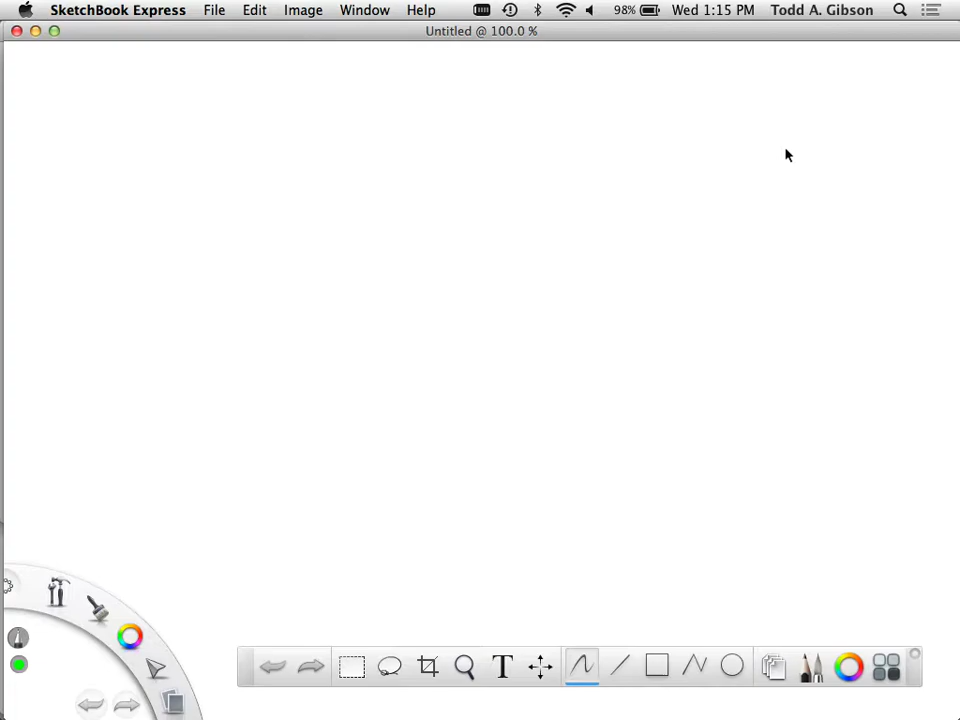 SketchBook Express File Edit Image Window Help 98% Wed 1:15 PM Todd A. Gibson
Untitled @ 100.0 %
T